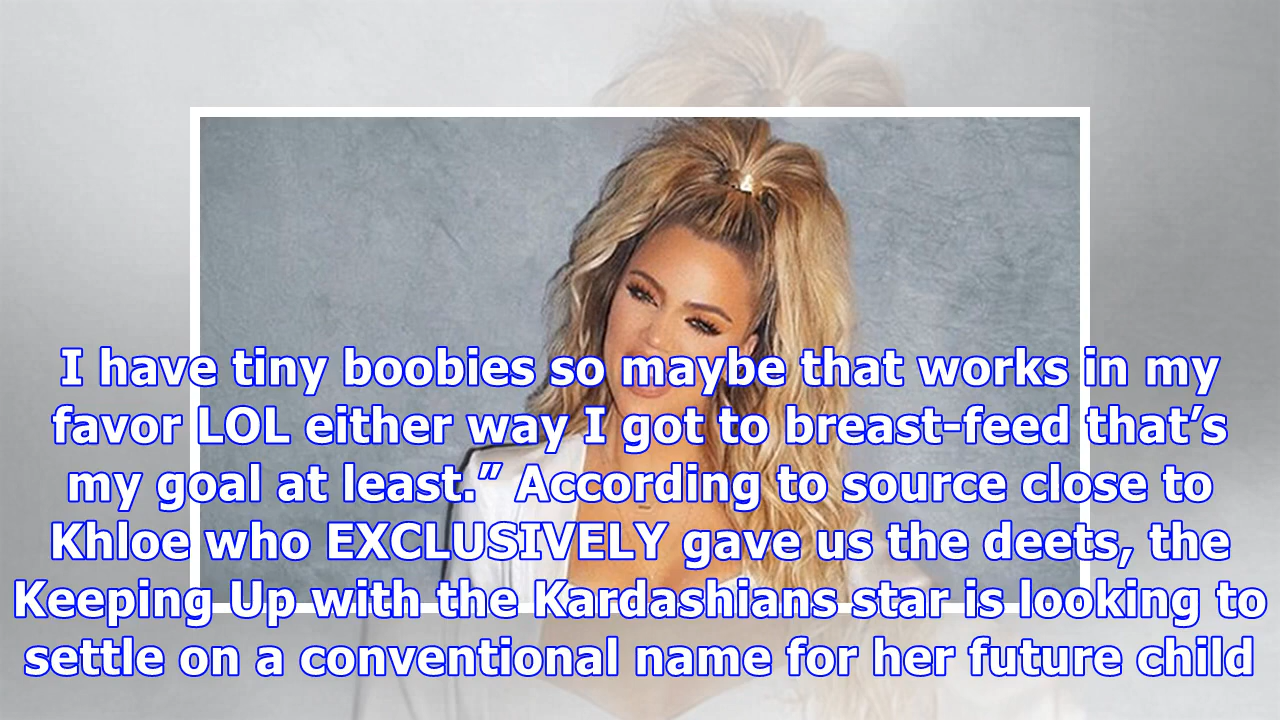 I have tiny boobies so maybe that works in my
favor LOL either way I got to breast-feed that’s
my goal at least.” According to source close to
Khloe who EXCLUSIVELY gave us the deets, the
Keeping Up with the Kardashians star is looking to
settle on a conventional name for her future child